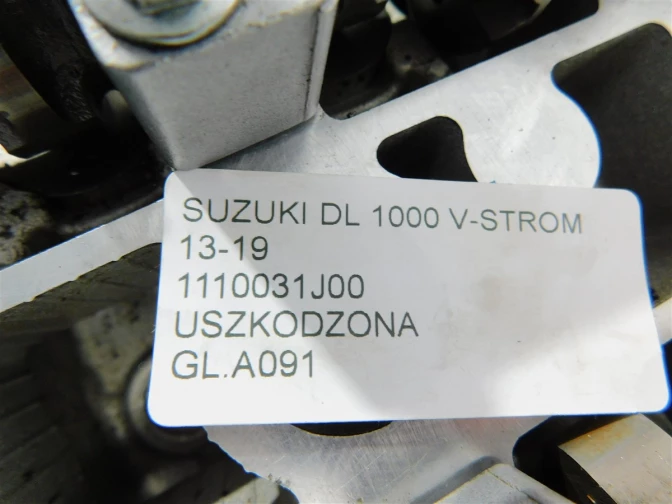 SUZUKI DL 1000 V-STROM
13-19
1110031J00
USZKODZONA
GL.A091